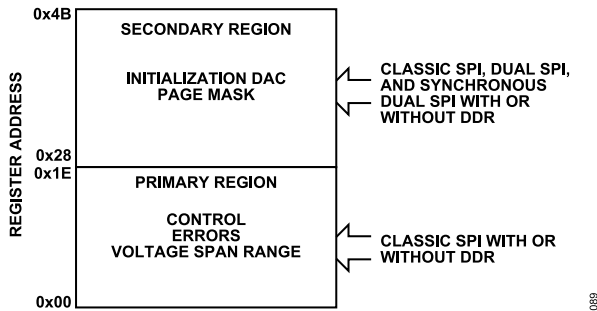 0x4B
SECONDARY REGION
INITIALIZATION DAC
PAGE MASK
CLASSIC SPI, DUAL SPI,
AND SYNCHRONOUS
DUAL SPI WITH OR
WITHOUT DDR
REGISTER ADDRESS
0x28
0x1E
PRIMARY REGION
CONTROL
ERRORS
VOLTAGE SPAN RANGE
CLASSIC SPI WITH OR
WITHOUT DDR
0x00
089